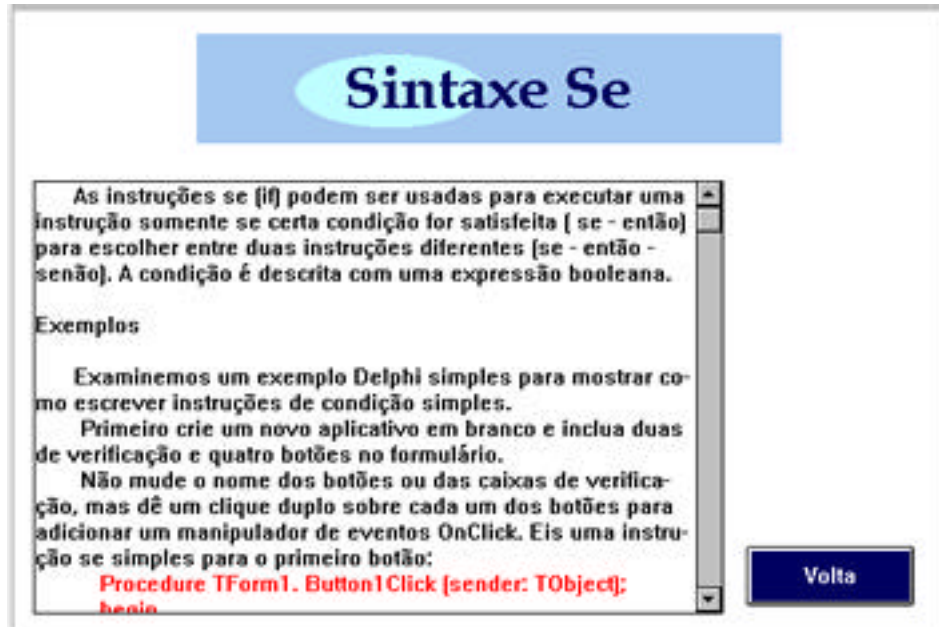 Sintaxe Se
As instruções se (if) podem ser usadas para executar uma
instrução somente se certa condição for satisfeita ( se - então)
para escolher entre duas instruções diferentes (se - então -
senão). A condição é descrita com uma expressão booleana.
Exemplos
Examinemos um exemplo Delphi simples para mostrar co-
mo escrever instruções de condição simples.
Primeiro crie um novo aplicativo em branco e inclua duas
de verificação e quatro botões no formulário.
Não mude o nome dos botões ou das caixas de verifica-
ção, mas dê um clique duplo sobre cada um dos botões para
adicionar um manipulador de eventos OnClick. Eis uma instru-
ção se simples para o primeiro botão:
Procedure TForm1. Button1Click (sender: TObject);
begin
Volta